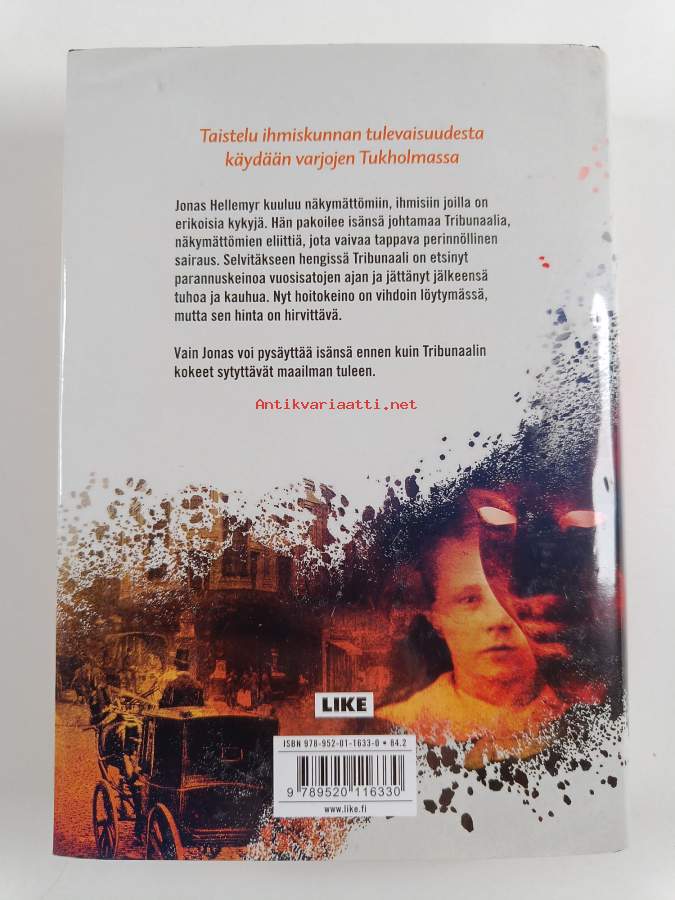 Taistelu ihmiskunnan tulevaisuudesta
käydään varjojen Tukholmassa
Jonas Hellemyr kuuluu näkymättömiin, ihmisiin joilla on
erikoisia kykyjä. Hän pakoilee isänsä johtamaa Tribunaalia,
näkymättömien eliittiä, jota vaivaa tappava perinnöllinen
sairaus. Selvitäkseen hengissä Tribunaali on etsinyt
parannuskeinoa vuosisatojen ajan ja jättänyt jälkeensä
tuhoa ja kauhua. Nyt hoitokeino on vihdoin löytymässä,
mutta sen hinta on hirvittävä.
Vain Jonas voi pysäyttää isänsä ennen kuin Tribunaalin
kokeet sytyttävät maailman tuleen.
Antikvariaatti.net
LIKE
ISBN 978-952-01-1633-0 • 84.2
9 789520 116330
www.like.fi